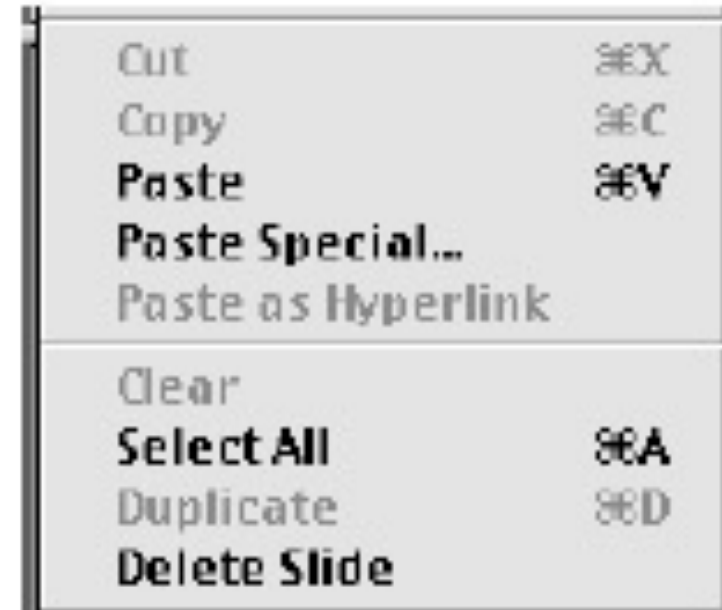 Cut ⌘X
Copy ⌘C
Paste ⌘V
Paste Special...
Paste as Hyperlink
Clear
Select All ⌘A
Duplicate ⌘D
Delete Slide